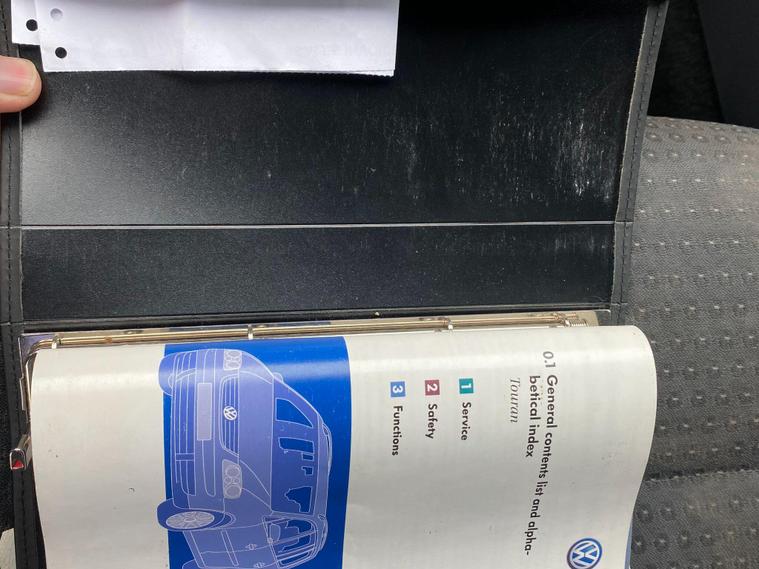 0.1 General contents list and alpha-
betical index
Touran
1 Service
2 Safety
3 Functions